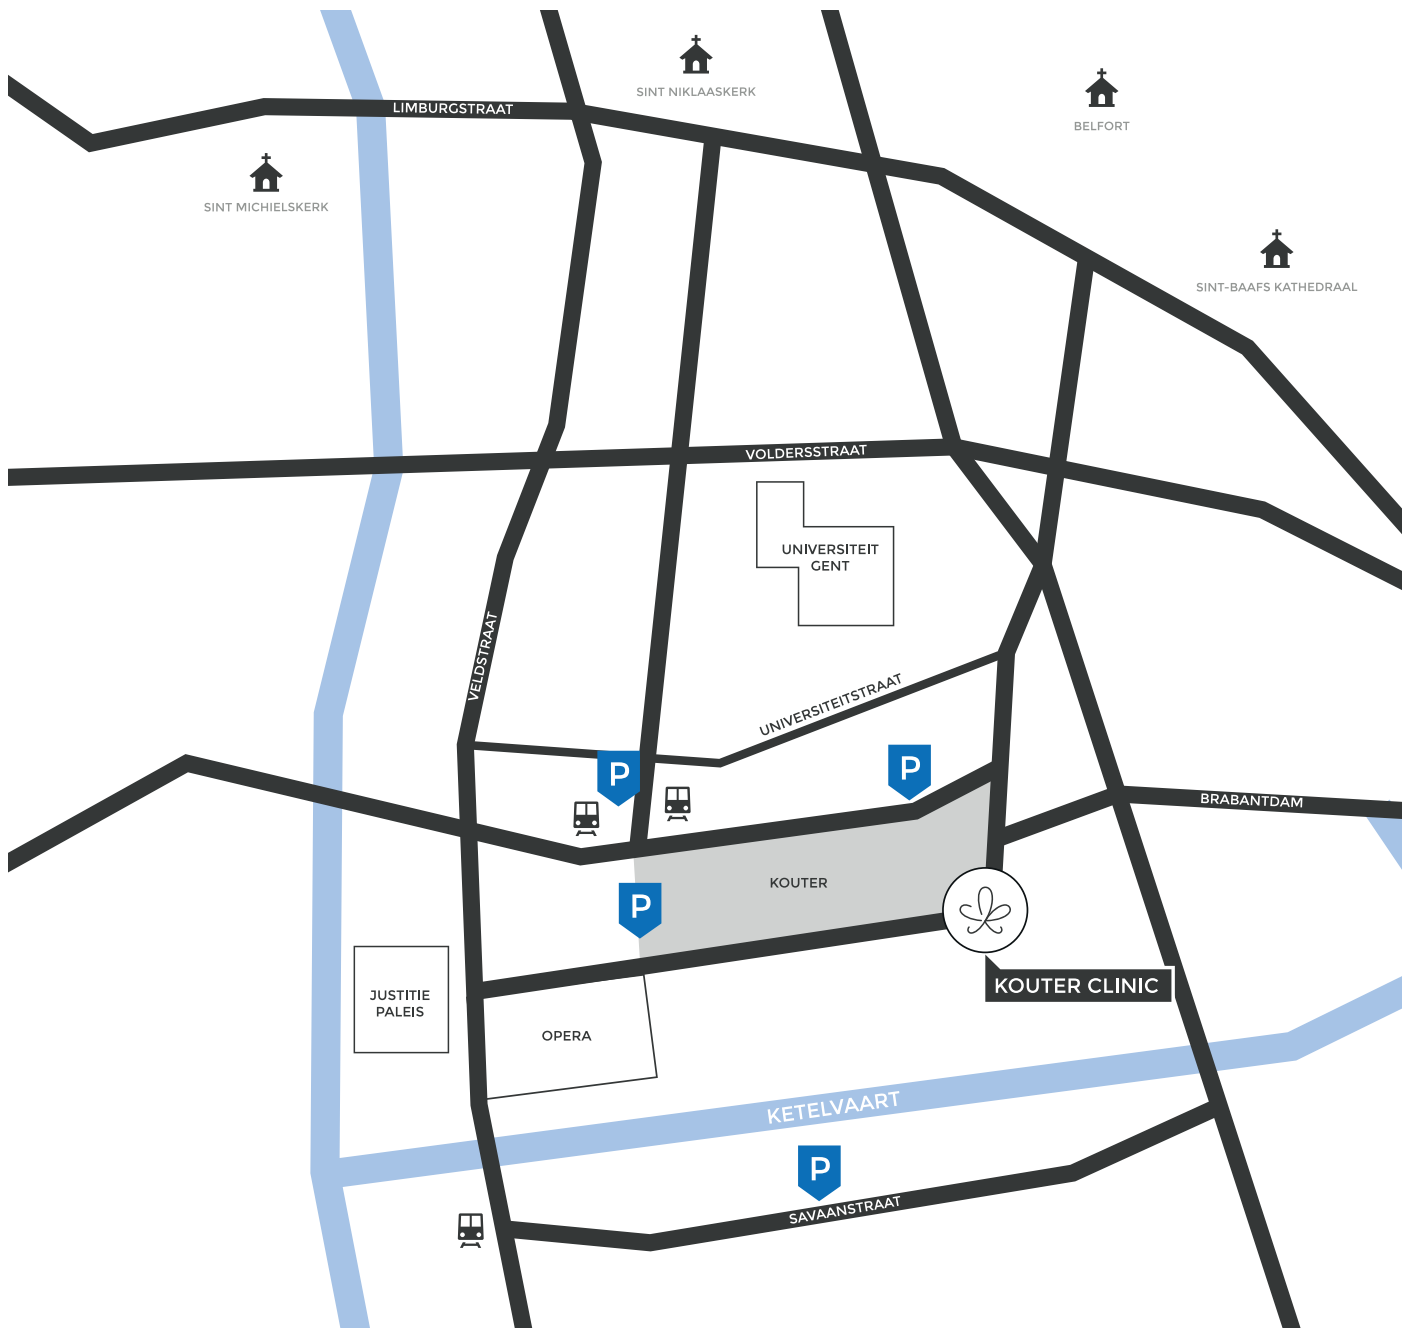 SINT NIKLAASKERK
LIMBURGSTRAAT
BELFORT
SINT MICHIELSKERK
SINT-BAAFS KATHEDRAAL
VOLDERSSTRAAT
UNIVERSITEIT
GENT
VELDSTRAAT
UNIVERSITEITSTRAAT
P
P
BRABANTDAM
KOUTER
P
KOUTER CLINIC
JUSTITIE
PALEIS
OPERA
KETELVAART
P
SAVAANSTRAAT